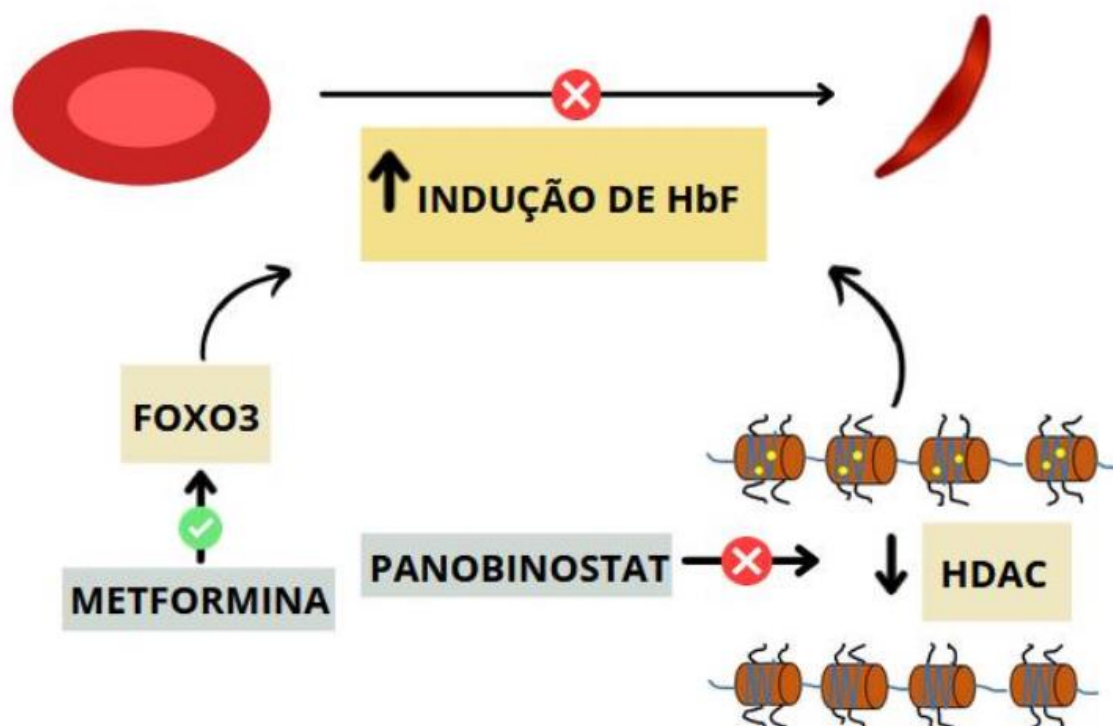 INDUÇÃO DE HbF
FOXO3
METFORMINA
PANOBINOSTAT
HDAC